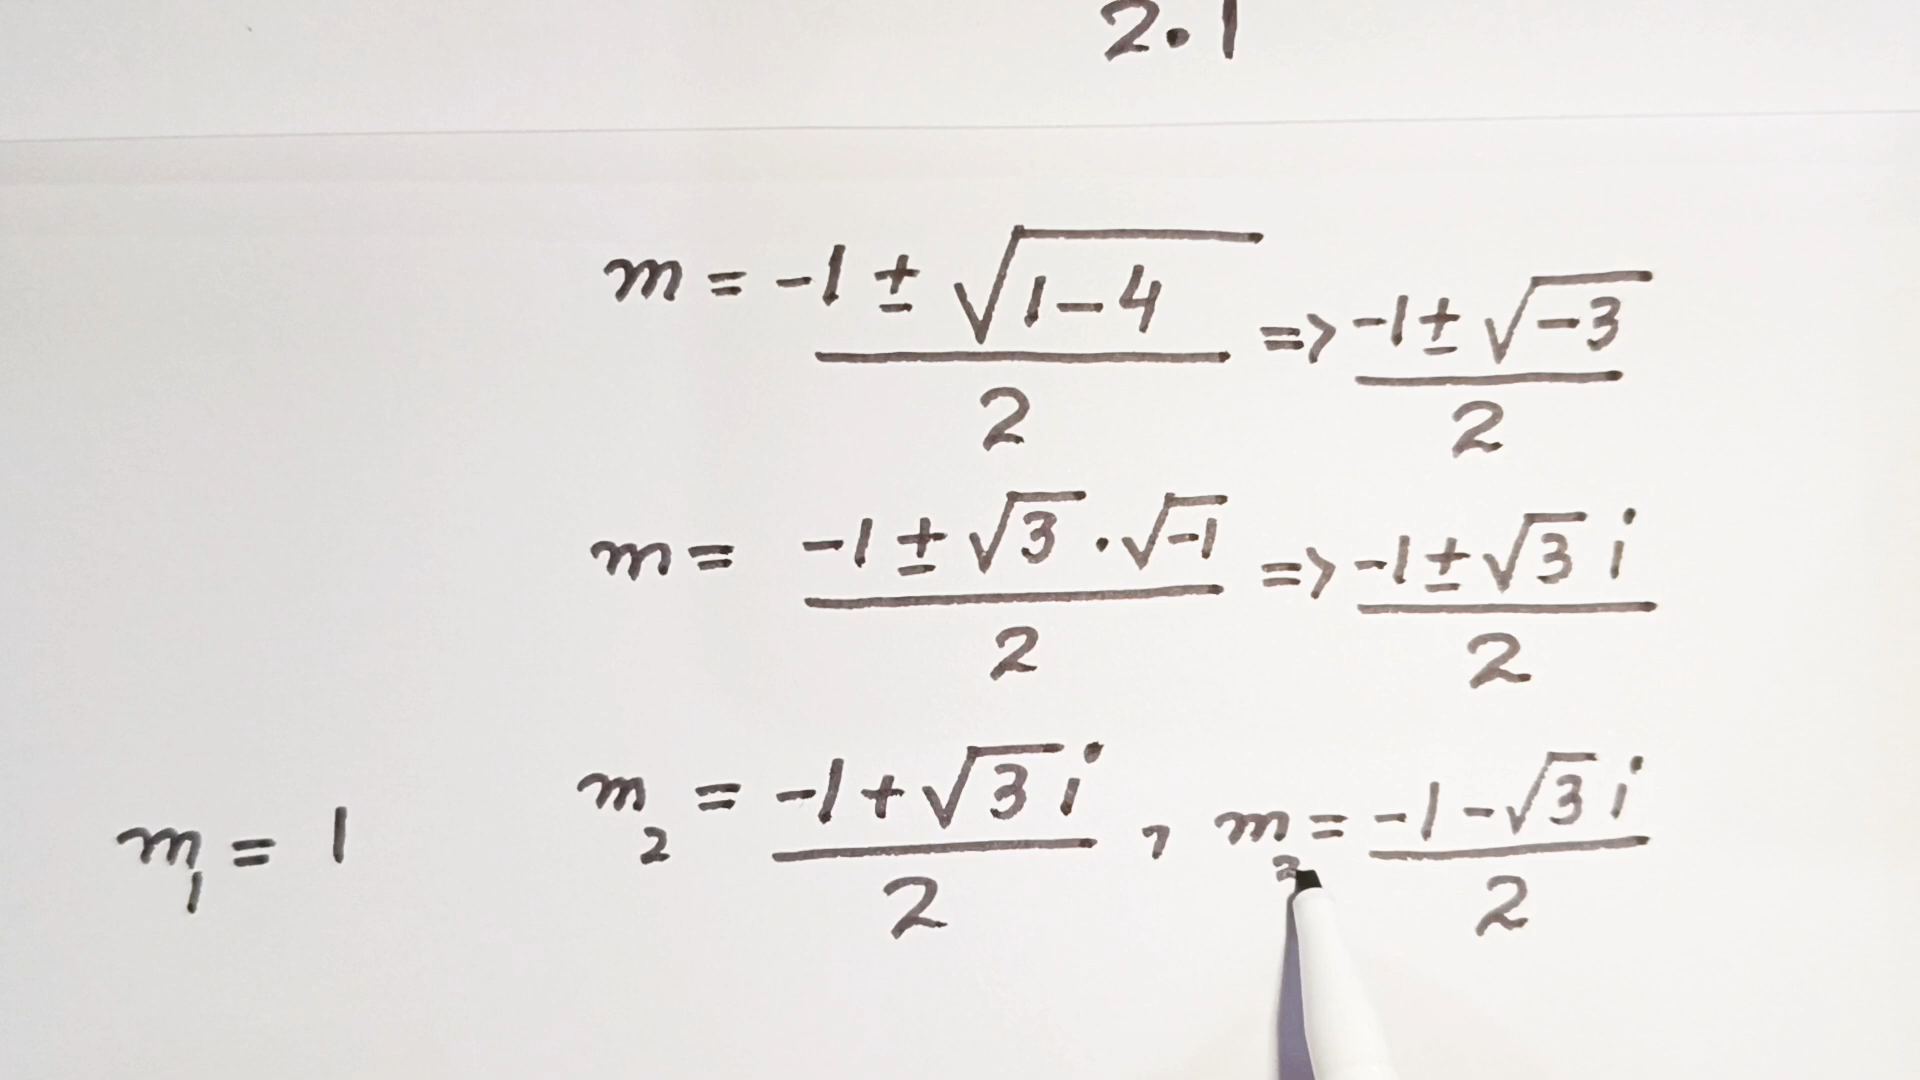 2.1
m = -1 ± √1-4 / 2 => -1 ± √-3 / 2
m = -1 ± √3 . √-1 / 2 => -1 ± √3 i / 2
m1 = 1 m2 = -1 + √3 i / 2 , m3 = -1 - √3 i / 2